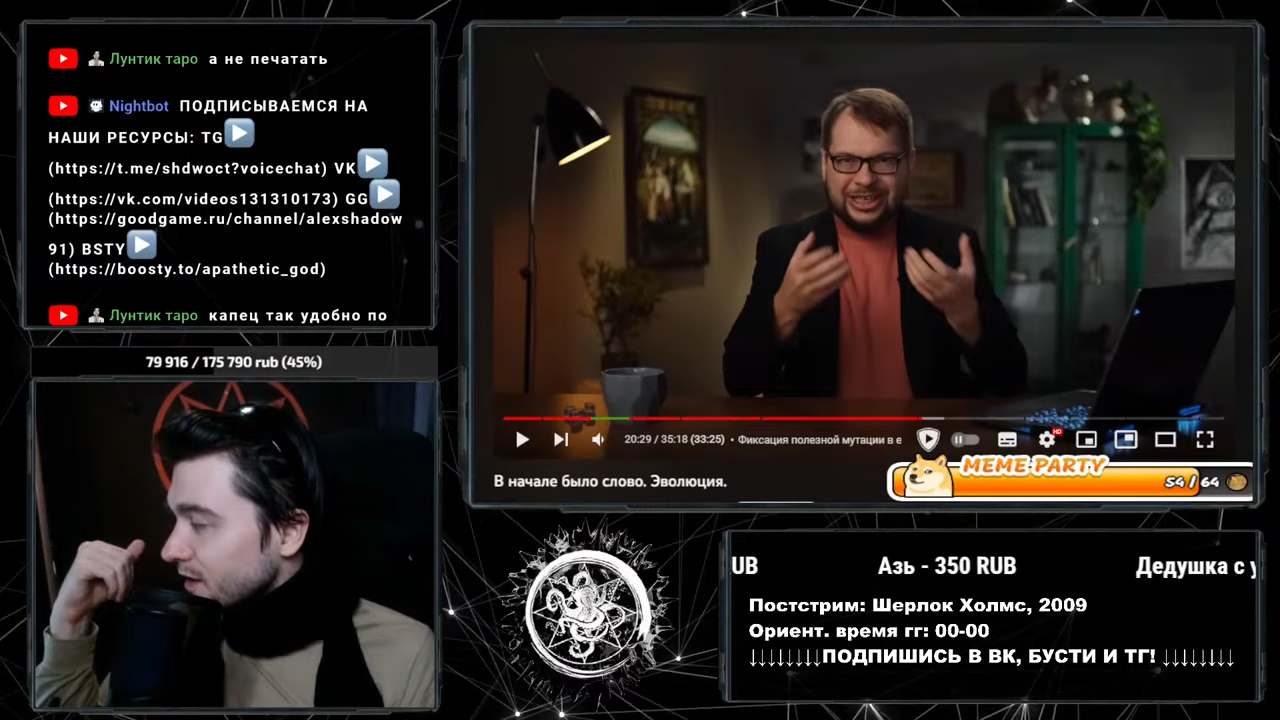 Лунтик таро а не печатать
Nightbot ПОДПИСЫВАЕМСЯ НА
НАШИ РЕСУРСЫ: TG
(https://t.me/shdwoct?voicechat) VK
(https://vk.com/videos131310173) GG
(https://goodgame.ru/channel/alexshadow
91) BSTY
(https://boosty.to/apathetic_god)
Лунтик таро капец так удобно по
79 916 / 175 790 rub (45%)
20:29 / 35:18 (33:25) • Фиксация полезной мутации в е
HD
В начале было слово. Эволюция.
MEME PARTY
54 / 64
UB Азь - 350 RUB Дедушка с у
Постстрим: Шерлок Холмс, 2009
Ориент. время гг: 00-00
↓↓↓↓↓↓↓↓ПОДПИШИСЬ В ВК, БУСТИ И ТГ! ↓↓↓↓↓↓↓↓